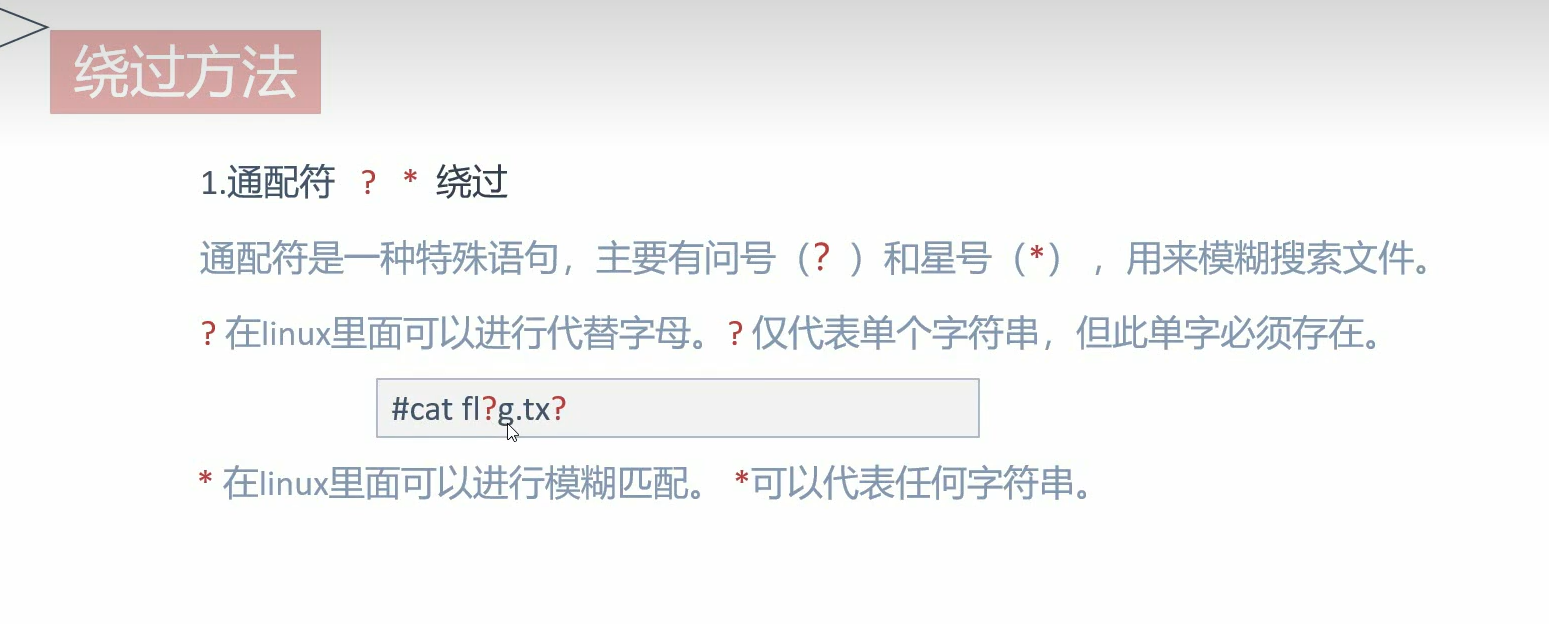 绕过方法
1.通配符 ? * 绕过
通配符是一种特殊语句，主要有问号（? ）和星号（*） ，用来模糊搜索文件。
? 在linux里面可以进行代替字母。? 仅代表单个字符串，但此单字必须存在。
#cat fl?g.tx?
* 在linux里面可以进行模糊匹配。 *可以代表任何字符串。